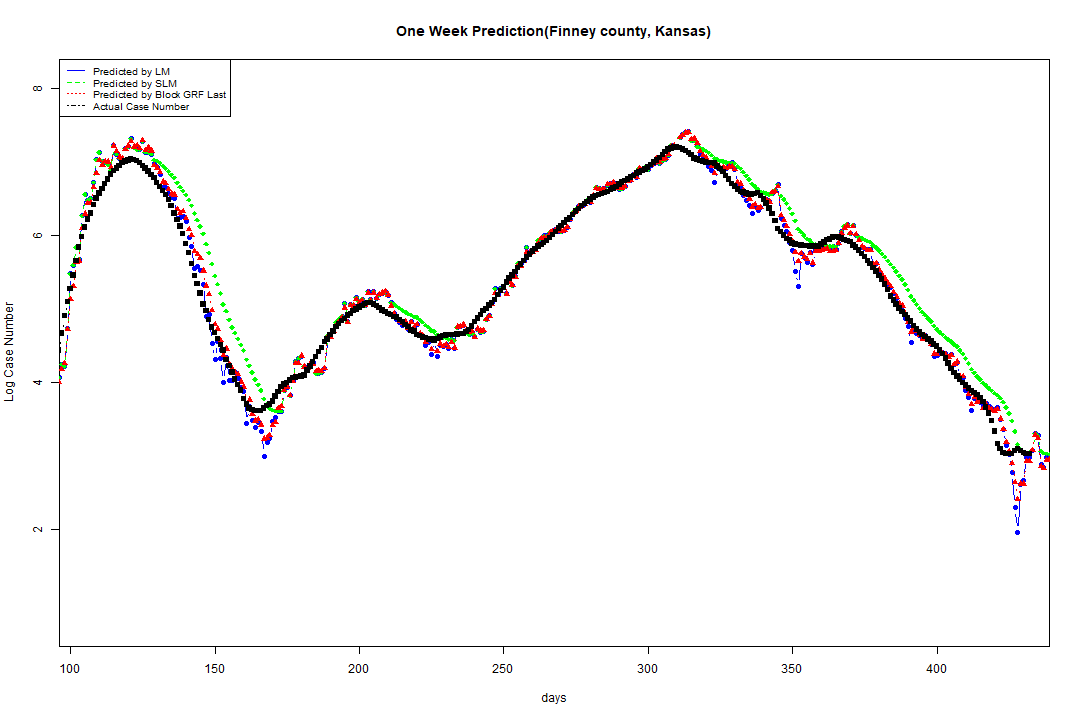 One Week Prediction(Finney county, Kansas)
Predicted by LM
Predicted by SLM
Predicted by Block GRF Last
Actual Case Number
8
6
4
2
Log Case Number
100 150 200 250 300 350 400
days